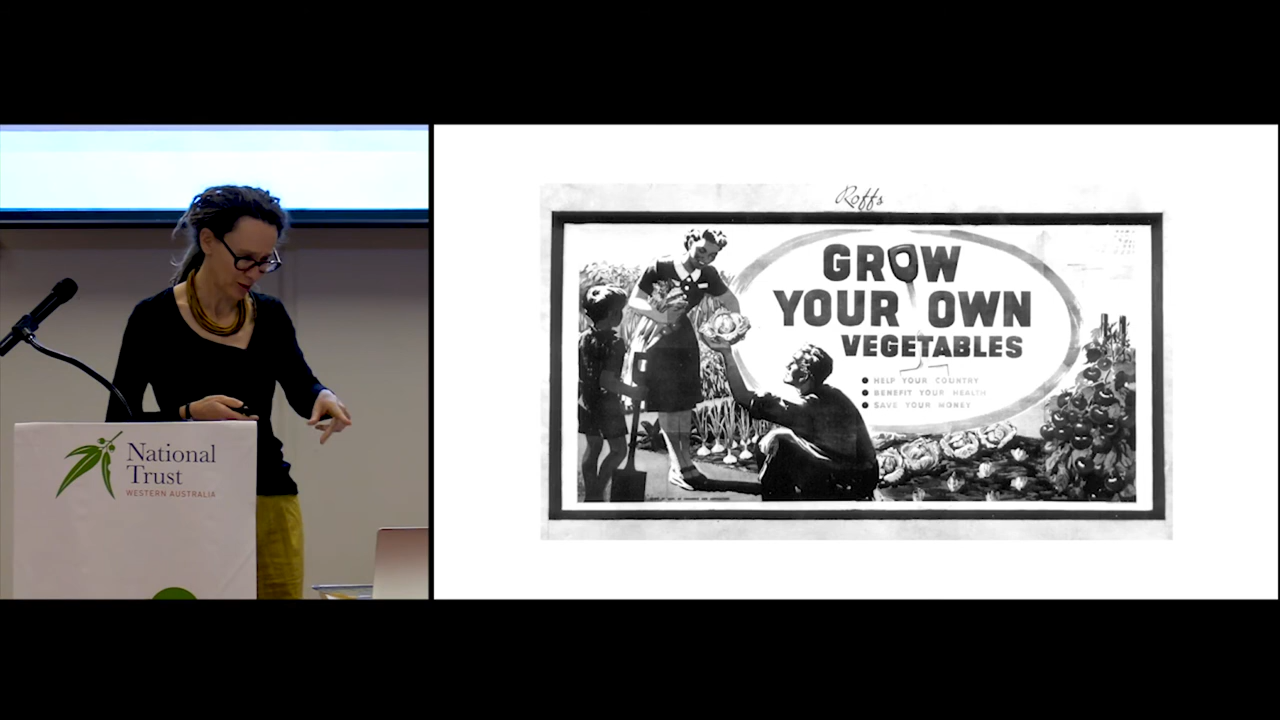 National
Trust
WESTERN AUSTRALIA
Roffs
GROW
YOUR OWN
VEGETABLES
HELP YOUR COUNTRY
BENEFIT YOUR HEALTH
SAVE YOUR MONEY